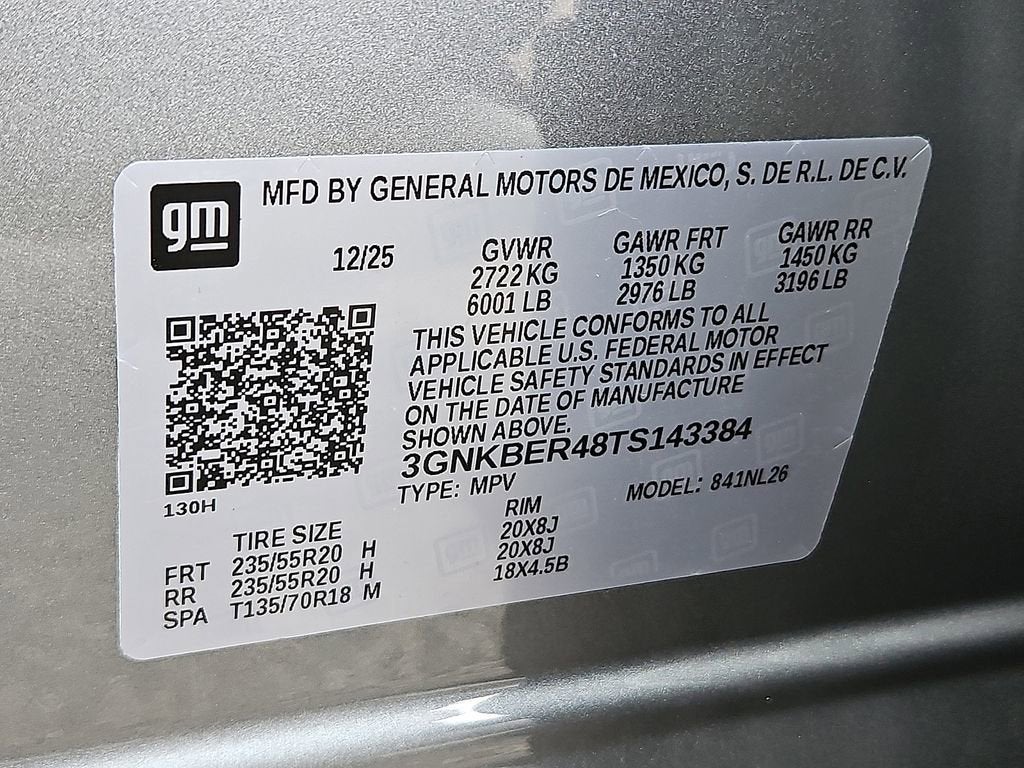 gm
MFD BY GENERAL MOTORS DE MEXICO, S. DE R.L. DE C.V.
12/25
GVWR
2722 KG
6001 LB
GAWR FRT
1350 KG
2976 LB
GAWR RR
1450 KG
3196 LB
THIS VEHICLE CONFORMS TO ALL
APPLICABLE U.S. FEDERAL MOTOR
VEHICLE SAFETY STANDARDS IN EFFECT
ON THE DATE OF MANUFACTURE
SHOWN ABOVE.
3GNKBER48TS143384
TYPE: MPV
MODEL: 841NL26
130H
TIRE SIZE
RIM
FRT 235/55R20 H 20X8J
RR 235/55R20 H 20X8J
SPA T135/70R18 M 18X4.5B